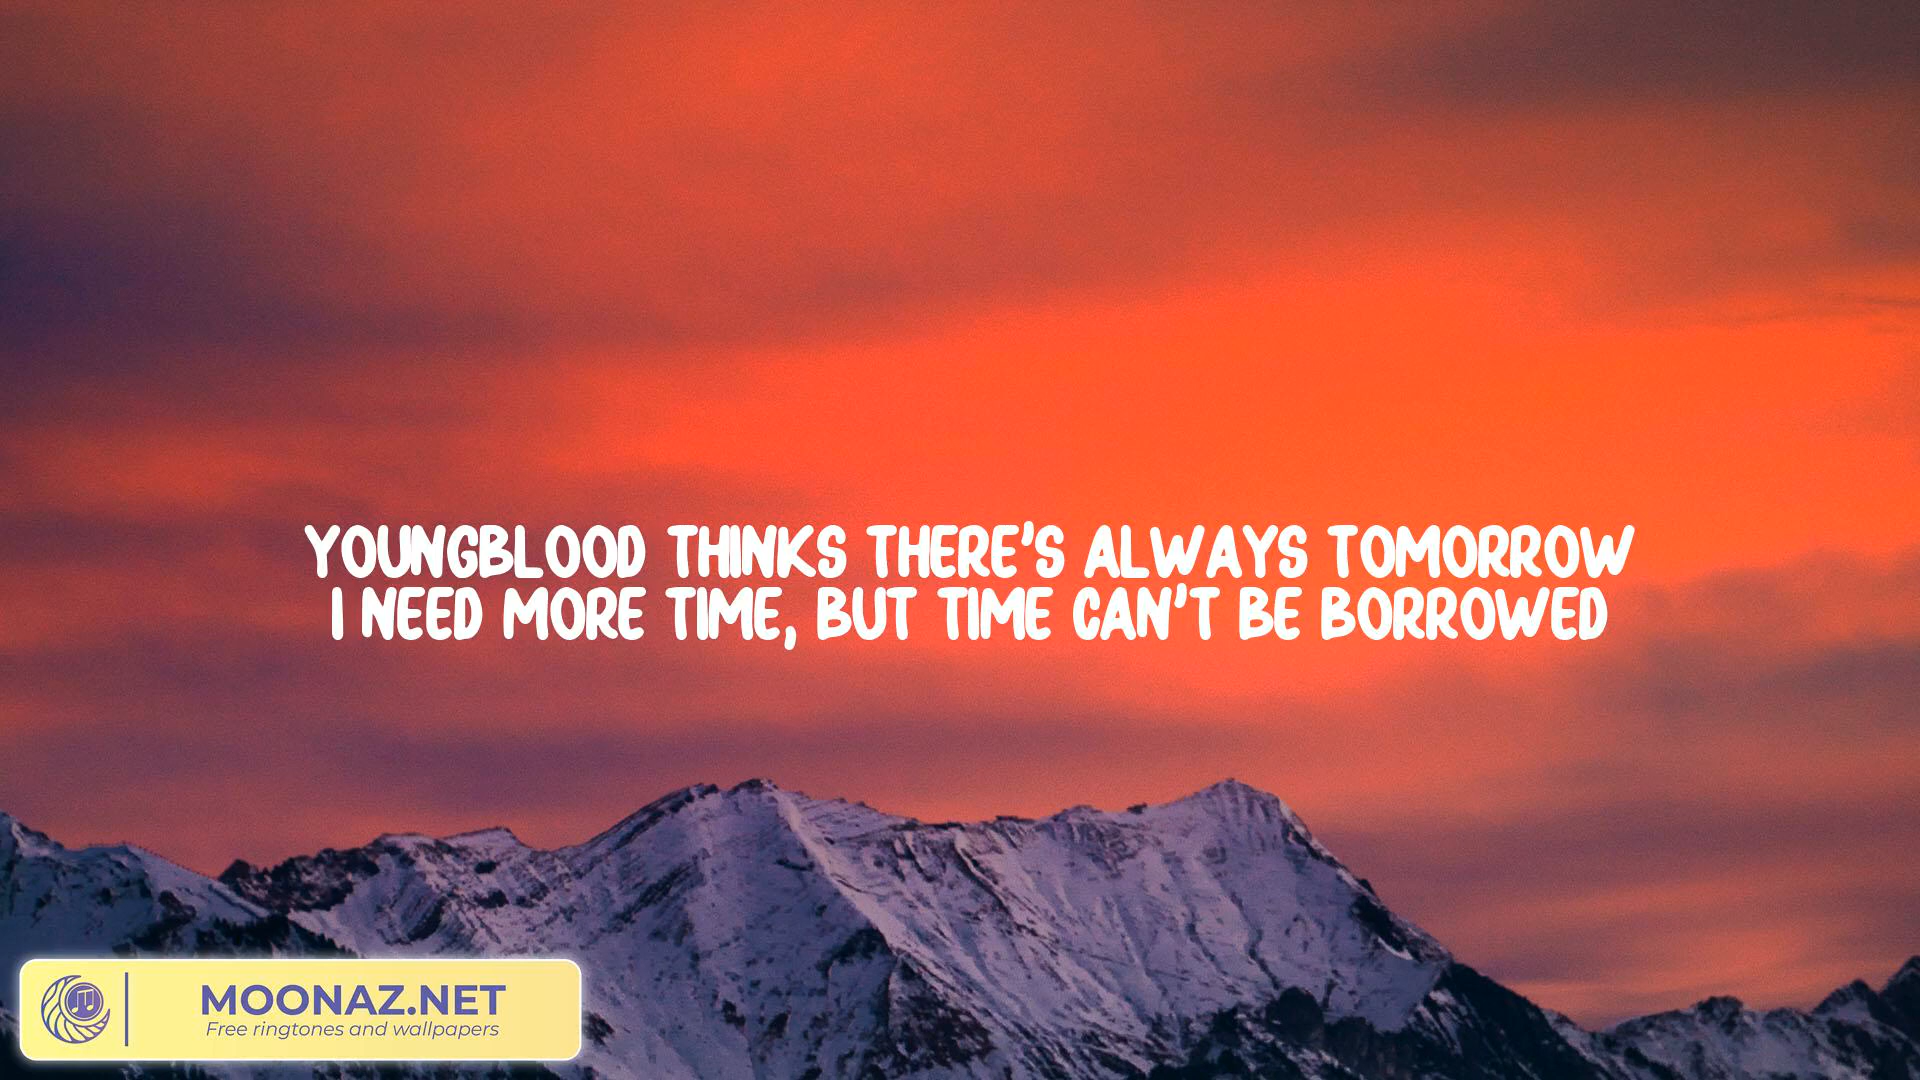 YOUNGBLOOD THINKS THERE'S ALWAYS TOMORROW
I NEED MORE TIME, BUT TIME CAN'T BE BORROWED
MOONAZ.NET
Free ringtones and wallpapers